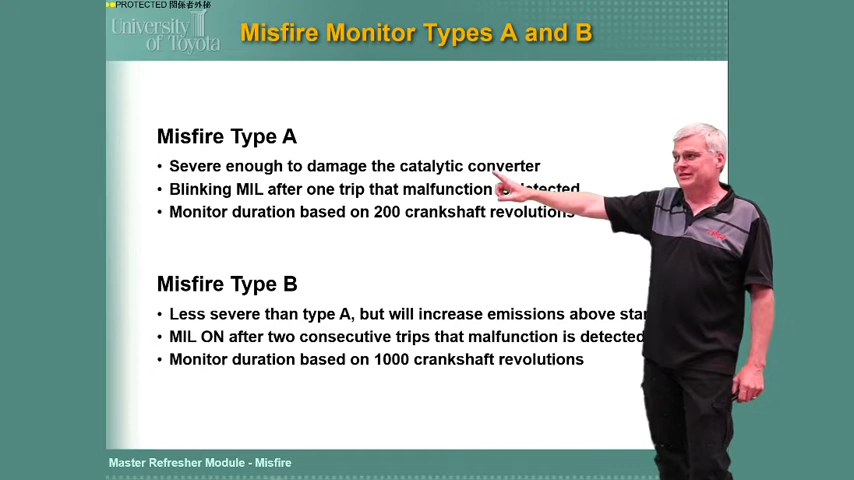 PROTECTED 関係者外秘
University
of Toyota
Misfire Monitor Types A and B
Misfire Type A
• Severe enough to damage the catalytic converter
• Blinking MIL after one trip that malfunction is detected
• Monitor duration based on 200 crankshaft revolutions
Misfire Type B
• Less severe than type A, but will increase emissions above
• MIL ON after two consecutive trips that malfunction is detected
• Monitor duration based on 1000 crankshaft revolutions
Master Refresher Module - Misfire